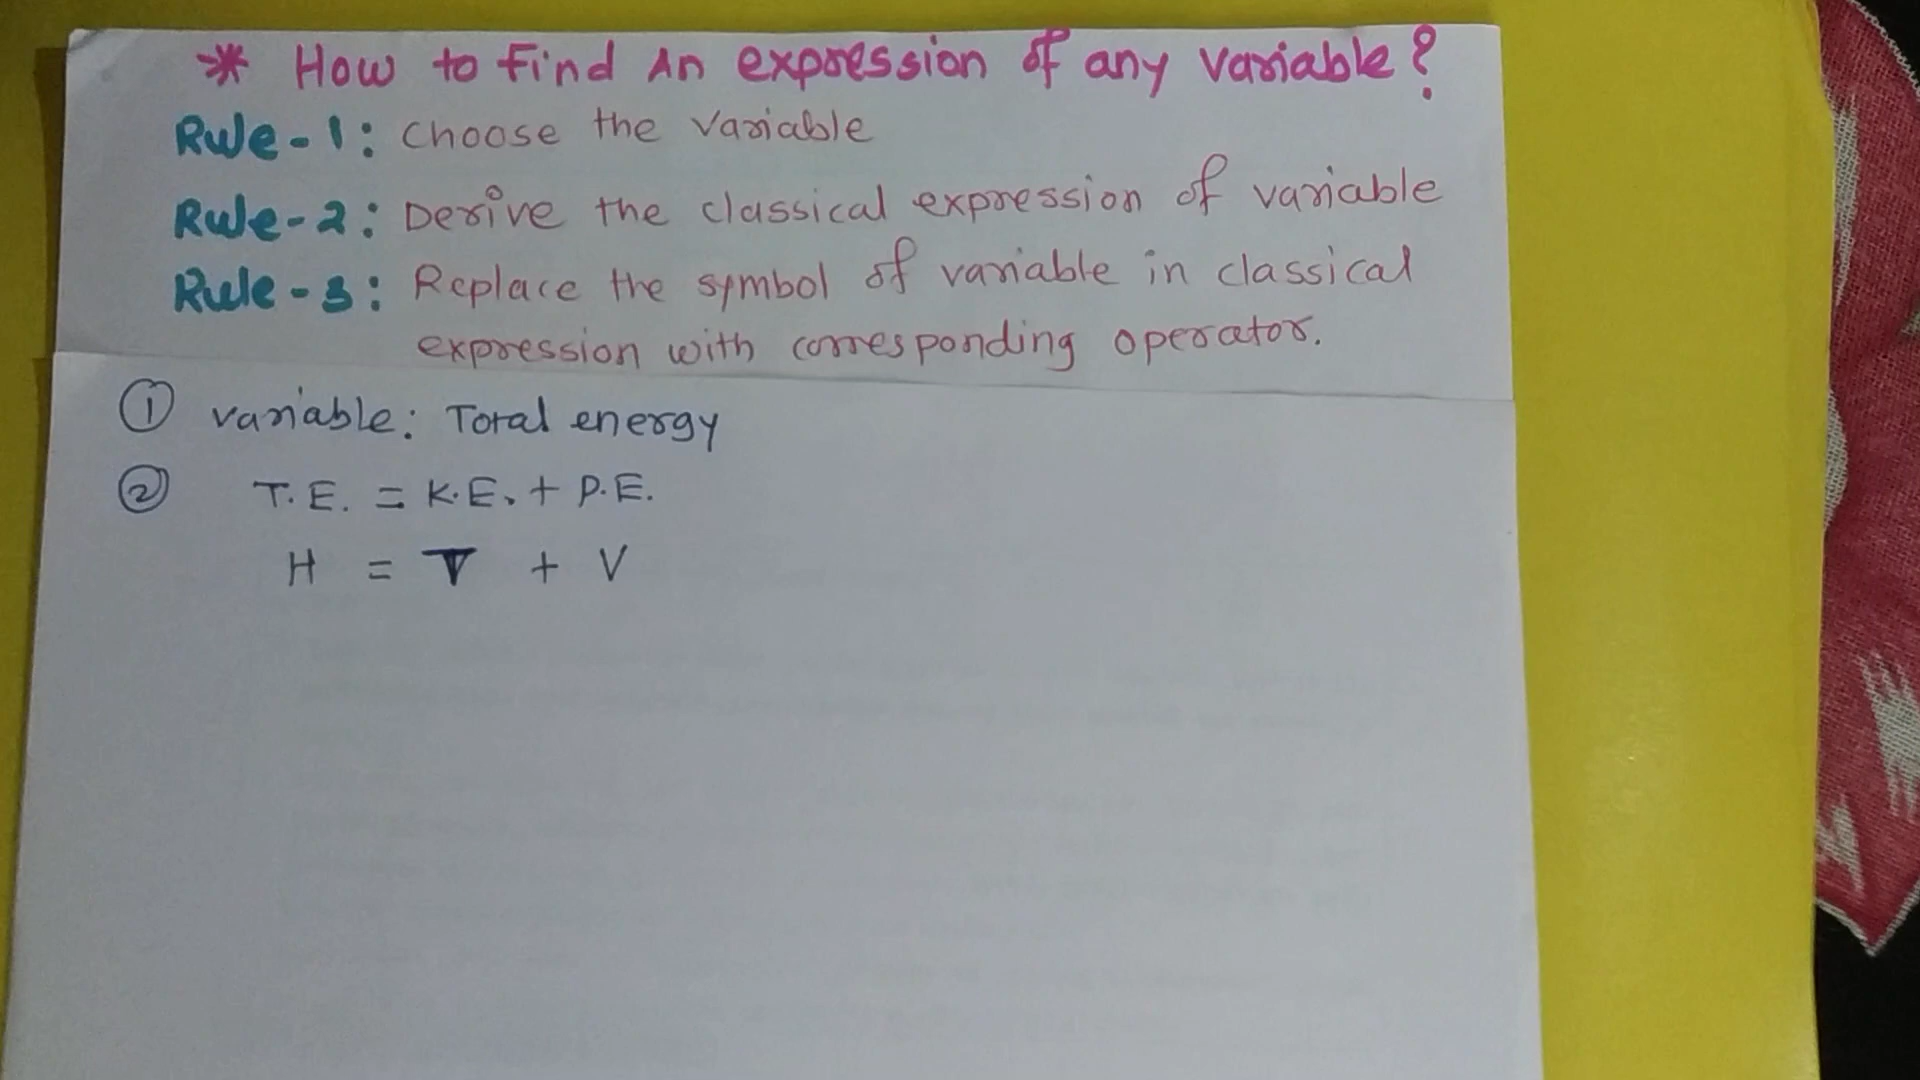 * How to Find An expression of any variable?
Rule-1: choose the variable
Rule-2: Derive the classical expression of variable
Rule-3: Replace the symbol of variable in classical
expression with corresponding operator.
① variable: Total energy
② T.E. = K.E. + P.E.
H = T + V